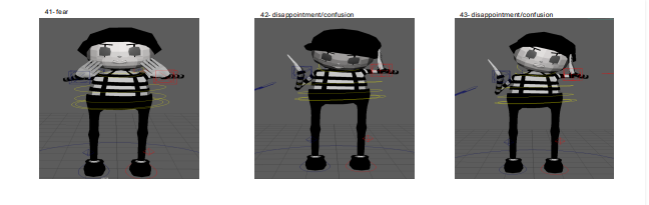 41- fear
42- disappointment/confusion
43- disappointment/confusion